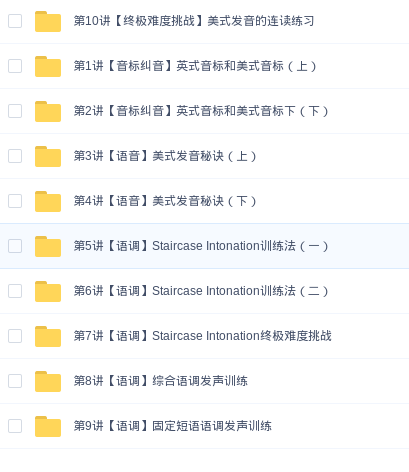 第10讲【终极难度挑战】美式发音的连读练习
第1讲【音标纠音】英式音标和美式音标（上）
第2讲【音标纠音】英式音标和美式音标下（下）
第3讲【语音】美式发音秘诀（上）
第4讲【语音】美式发音秘诀（下）
第5讲【语调】Staircase Intonation训练法（一）
第6讲【语调】Staircase Intonation训练法（二）
第7讲【语调】Staircase Intonation终极难度挑战
第8讲【语调】综合语调发声训练
第9讲【语调】固定短语语调发声训练